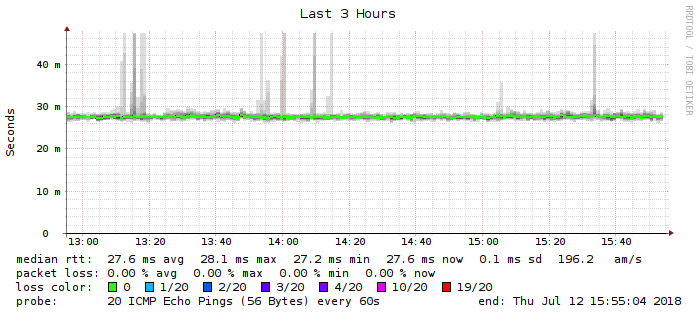 Last 3 Hours
RRDTOOL / TOBI OETIKER
Seconds
40 m
30 m
20 m
10 m
0
13:00 13:20 13:40 14:00 14:20 14:40 15:00 15:20 15:40
median rtt: 27.6 ms avg 28.1 ms max 27.2 ms min 27.6 ms now 0.1 ms sd 196.2 am/s
packet loss: 0.00 % avg 0.00 % max 0.00 % min 0.00 % now
loss color: 0 1/20 2/20 3/20 4/20 10/20 19/20
probe: 20 ICMP Echo Pings (56 Bytes) every 60s end: Thu Jul 12 15:55:04 2018